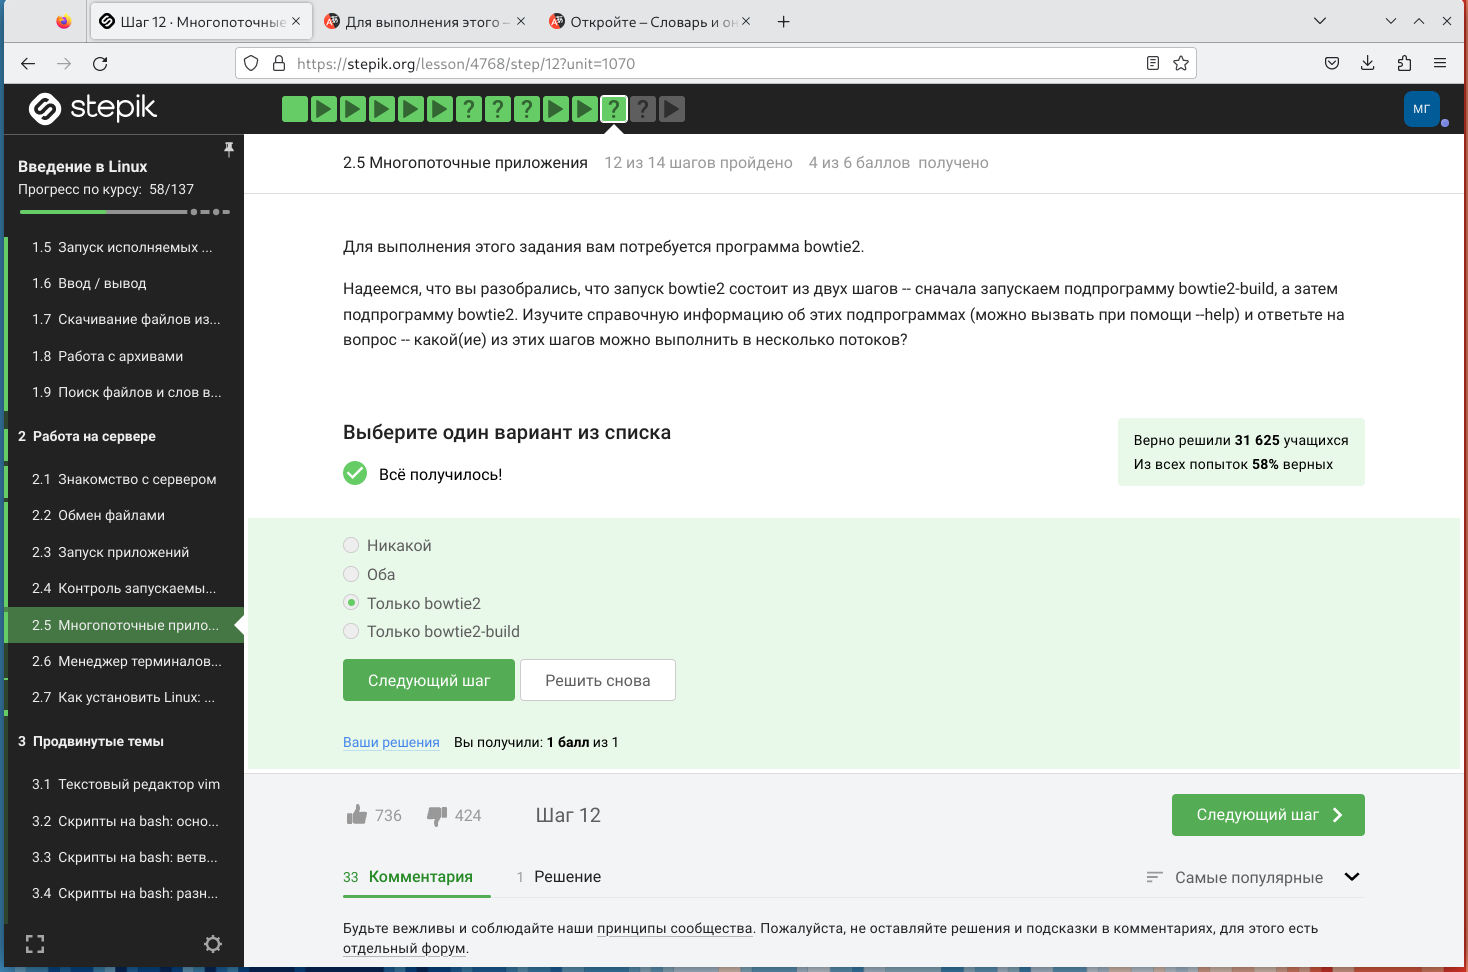 Шаг 12 · Многопоточные
Для выполнения этого –
Откройте – Словарь и он
https://stepik.org/lesson/4768/step/12?unit=1070
stepik
МГ
Введение в Linux
Прогресс по курсу: 58/137
1.5 Запуск исполняемых ...
1.6 Ввод / вывод
1.7 Скачивание файлов из...
1.8 Работа с архивами
1.9 Поиск файлов и слов в...
2 Работа на сервере
2.1 Знакомство с сервером
2.2 Обмен файлами
2.3 Запуск приложений
2.4 Контроль запускаемы...
2.5 Многопоточные прило...
2.6 Менеджер терминалов...
2.7 Как установить Linux: ...
3 Продвинутые темы
3.1 Текстовый редактор vim
3.2 Скрипты на bash: осно...
3.3 Скрипты на bash: ветв...
3.4 Скрипты на bash: разн...
2.5 Многопоточные приложения 12 из 14 шагов пройдено 4 из 6 баллов получено
Для выполнения этого задания вам потребуется программа bowtie2.
Надеемся, что вы разобрались, что запуск bowtie2 состоит из двух шагов -- сначала запускаем подпрограмму bowtie2-build, а затем
подпрограмму bowtie2. Изучите справочную информацию об этих подпрограммах (можно вызвать при помощи --help) и ответьте на
вопрос -- какой(ие) из этих шагов можно выполнить в несколько потоков?
Выберите один вариант из списка
Всё получилось!
Верно решили 31 625 учащихся
Из всех попыток 58% верных
Никакой
Оба
Только bowtie2
Только bowtie2-build
Следующий шаг
Решить снова
Ваши решения Вы получили: 1 балл из 1
736 424 Шаг 12
Следующий шаг
33 Комментария 1 Решение
Самые популярные
Будьте вежливы и соблюдайте наши принципы сообщества. Пожалуйста, не оставляйте решения и подсказки в комментариях, для этого есть
отдельный форум.